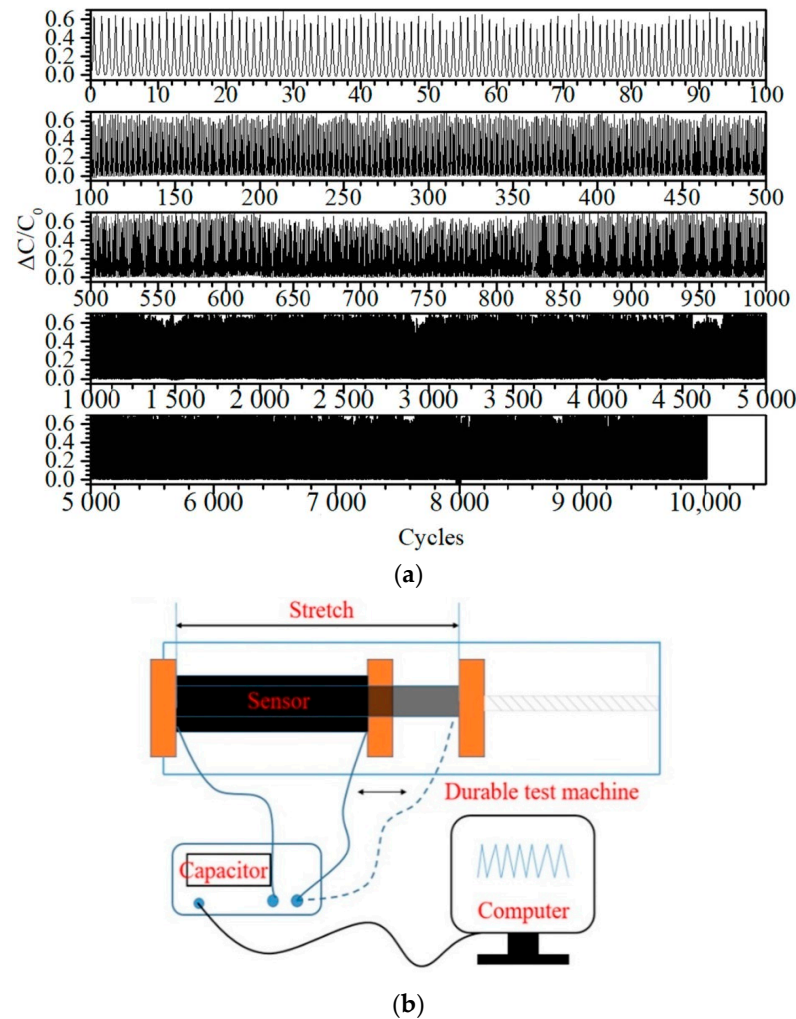 0.6
0.4
0.2
0.0
0 10 20 30 40 50 60 70 80 90 100
0.6
0.4
0.2
0.0
100 150 200 250 300 350 400 450 500
ΔC/C0
0.6
0.4
0.2
0.0
500 550 600 650 700 750 800 850 900 950 1000
0.6
0.4
0.2
0.0
1 000 1 500 2 000 2 500 3 000 3 500 4 000 4 500 5 000
0.6
0.4
0.2
0.0
5 000 6 000 7 000 8 000 9 000 10,000
Cycles
(a)
Stretch
Sensor
Durable test machine
Capacitor
Computer
(b)